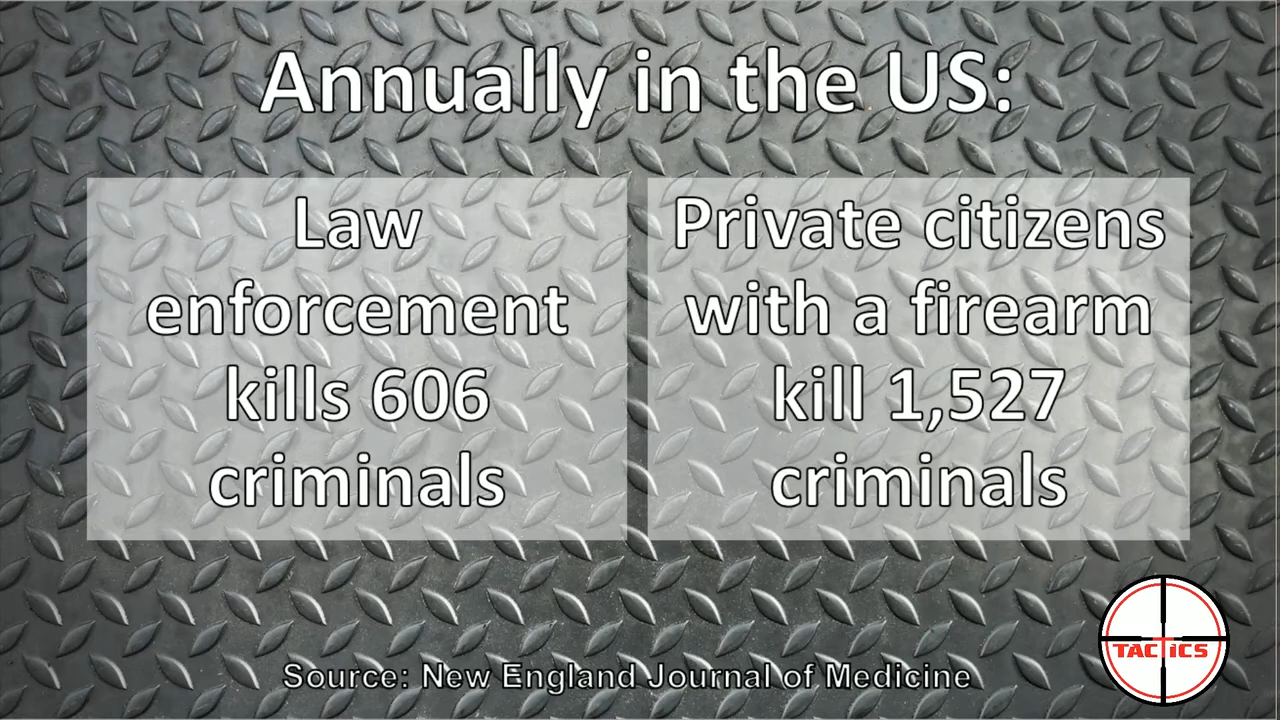 Annually in the US:
Law
enforcement
kills 606
criminals
Private citizens
with a firearm
kill 1,527
criminals
Source: New England Journal of Medicine
TACTICS